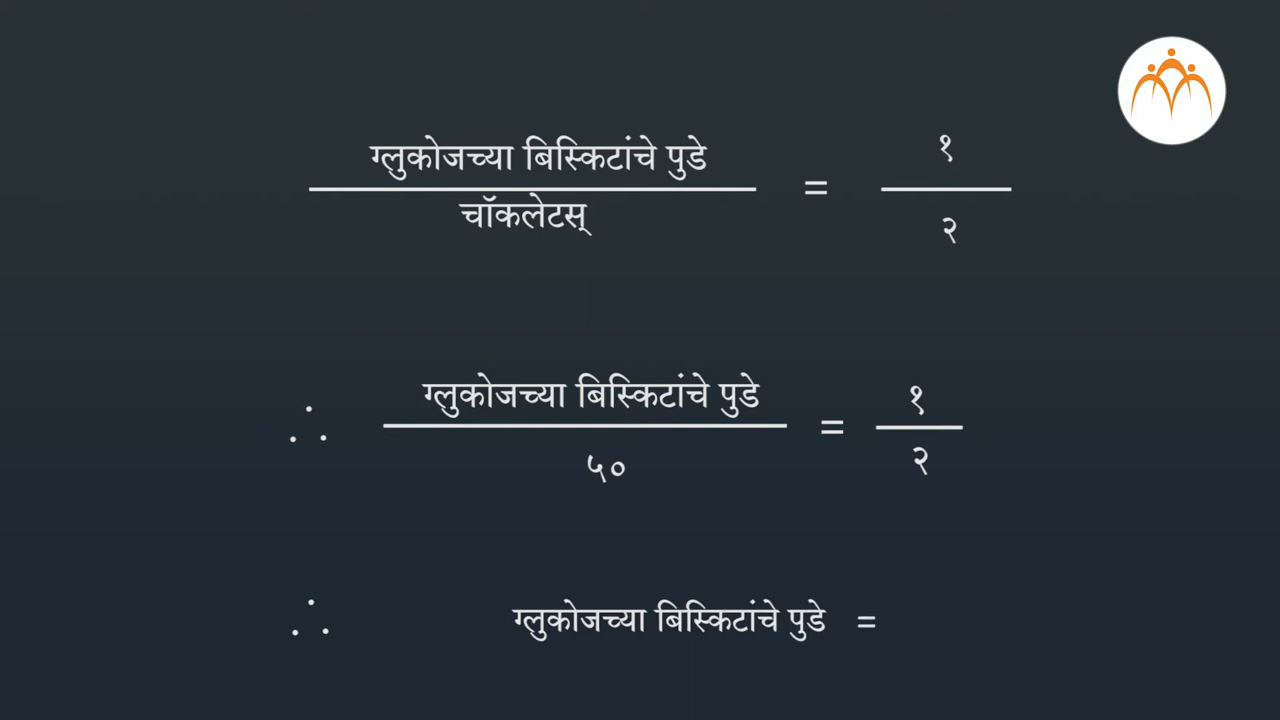 ग्लुकोजच्या बिस्किटांचे पुडे = १
चॉकलेटस् २
∴ ग्लुकोजच्या बिस्किटांचे पुडे = १
५० २
∴ ग्लुकोजच्या बिस्किटांचे पुडे =